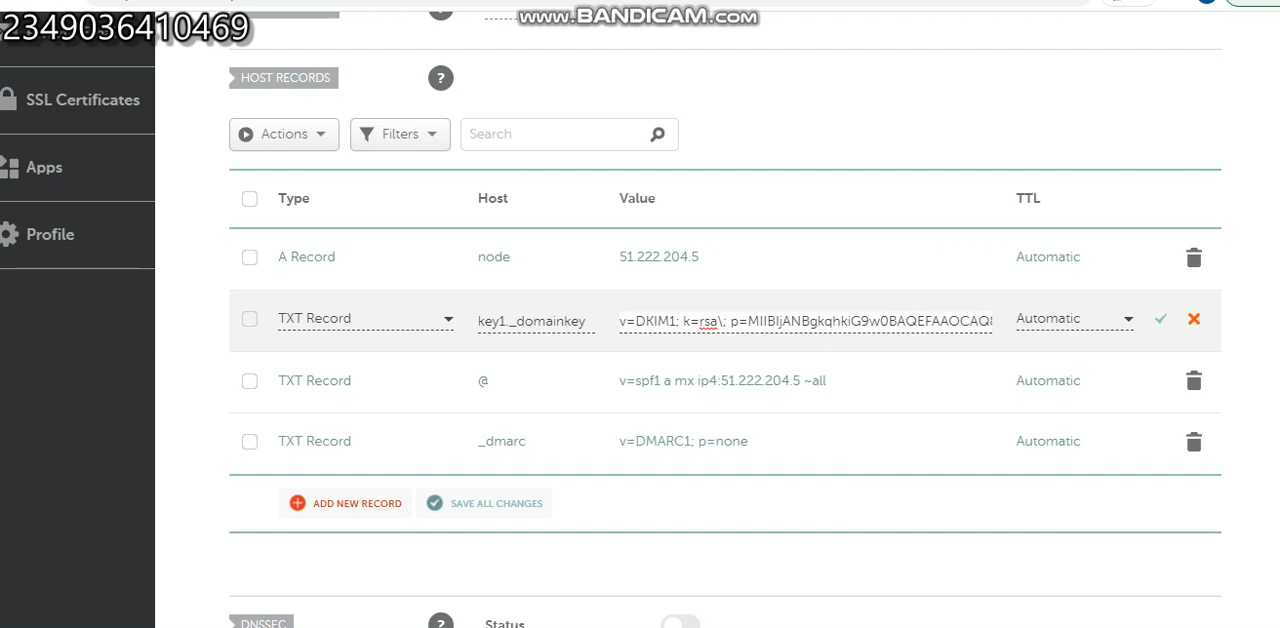 www.BANDICAM.com
2349036410469
HOST RECORDS ?
SSL Certificates
Actions Filters Search
Apps
Type Host Value TTL
Profile
A Record node 51.222.204.5 Automatic
TXT Record key1._domainkey v=DKIM1; k=rsa\; p=MIIBIjANBgkqhkiG9w0BAQEFAAOCAQ8 Automatic
TXT Record @ v=spf1 a mx ip4:51.222.204.5 ~all Automatic
TXT Record _dmarc v=DMARC1; p=none Automatic
ADD NEW RECORD SAVE ALL CHANGES
DNSSEC ? Status